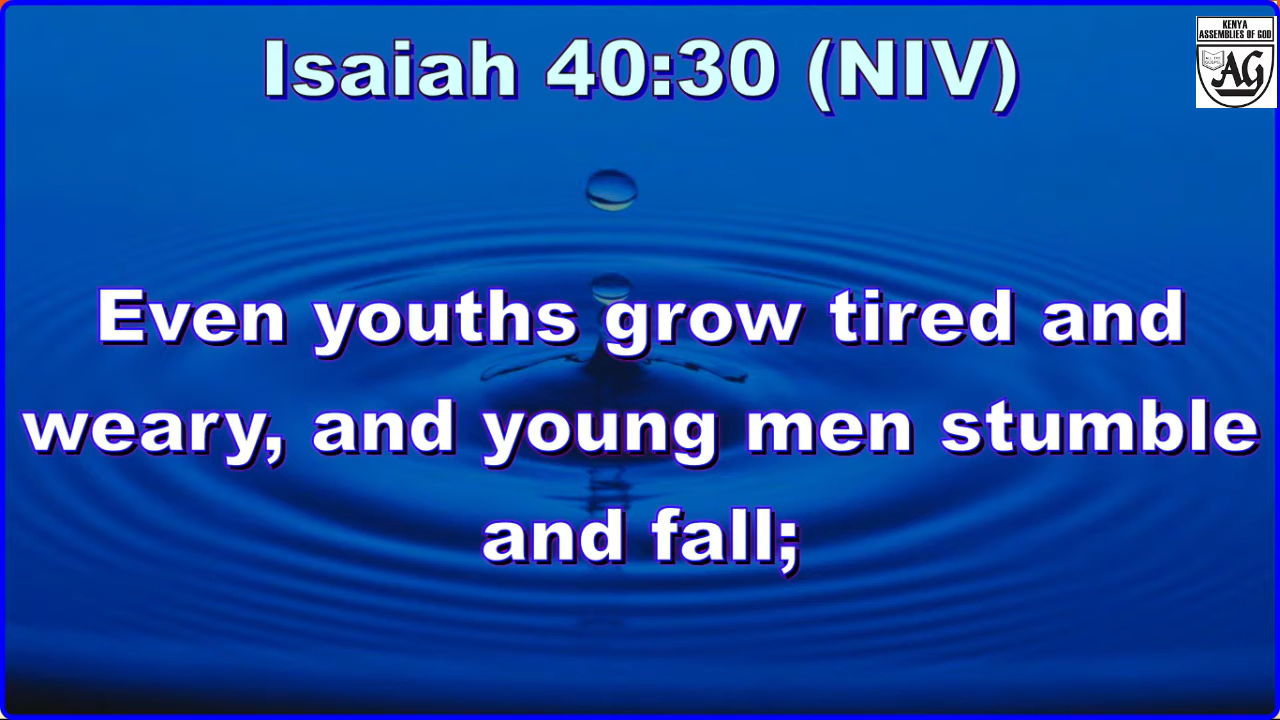 Isaiah 40:30 (NIV)
KENYA
ASSEMBLIES OF GOD
AG
Even youths grow tired and
weary, and young men stumble
and fall;